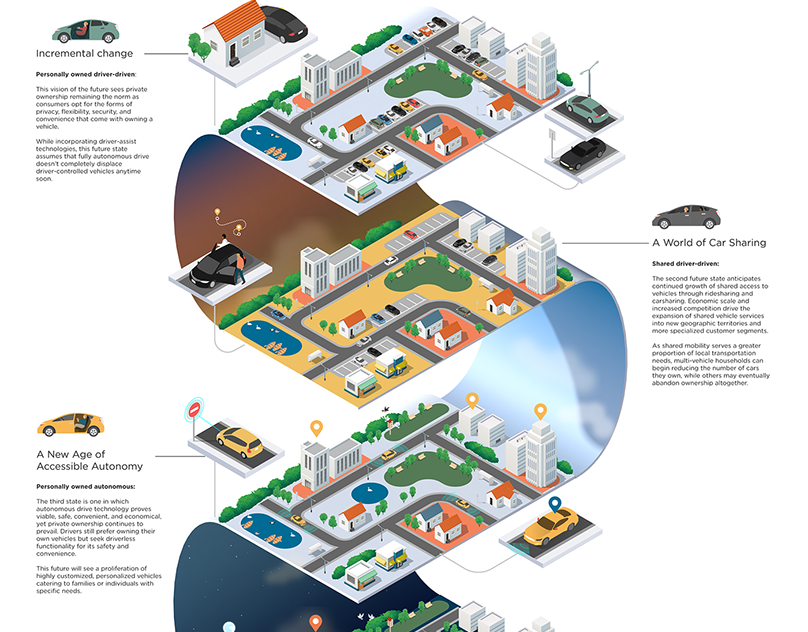 Incremental change
Personally owned driver-driven:
This vision of the future sees private
ownership remaining the norm as
consumers opt for the forms of
privacy, flexibility, security, and
convenience that come with owning a
vehicle.
While incorporating driver-assist
technologies, this future state
assumes that fully autonomous drive
doesn't completely displace
driver-controlled vehicles anytime
soon.
A World of Car Sharing
Shared driver-driven:
The second future state anticipates
continued growth of shared access to
vehicles through ridesharing and
carsharing. Economic scale and
increased competition drive the
expansion of shared vehicle services
into new geographic territories and
more specialized customer segments.
As shared mobility serves a greater
proportion of local transportation
needs, multi-vehicle households can
begin reducing the number of cars
they own, while others may eventually
abandon ownership altogether.
A New Age of
Accessible Autonomy
Personally owned autonomous:
The third state is one in which
autonomous drive technology proves
viable, safe, convenient, and economical,
yet private ownership continues to
prevail. Drivers still prefer owning their
own vehicles but seek driverless
functionality for its safety and
convenience.
This future will see a proliferation of
highly customized, personalized vehicles
catering to families or individuals with
specific needs.